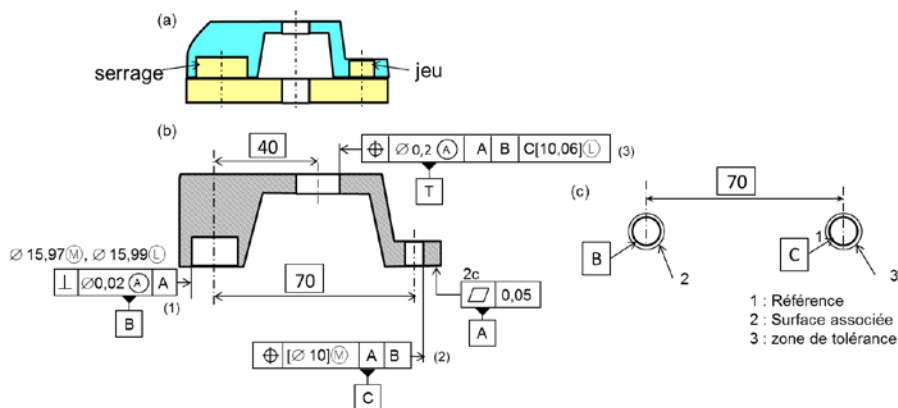 (a)
serrage
jeu
(b)
40
⌖ ⌀ 0,2 Ⓐ A B C[10,06]Ⓛ (3)
T
(c)
70
B
C
1
2
3
⌀ 15,97Ⓜ, ⌀ 15,99Ⓛ
⊥ ⌀0,02 Ⓐ A
(1)
B
70
2c
⏥ 0,05
A
⌖ [⌀ 10]Ⓜ A B (2)
C
1 : Référence
2 : Surface associée
3 : zone de tolérance